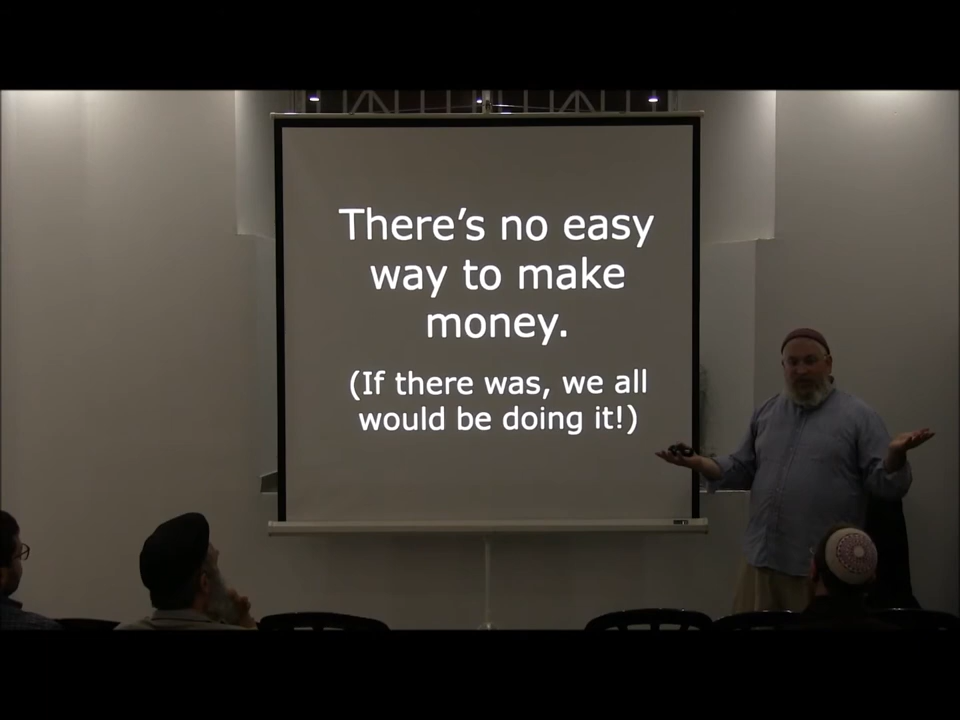 There's no easy
way to make
money.
(If there was, we all
would be doing it!)